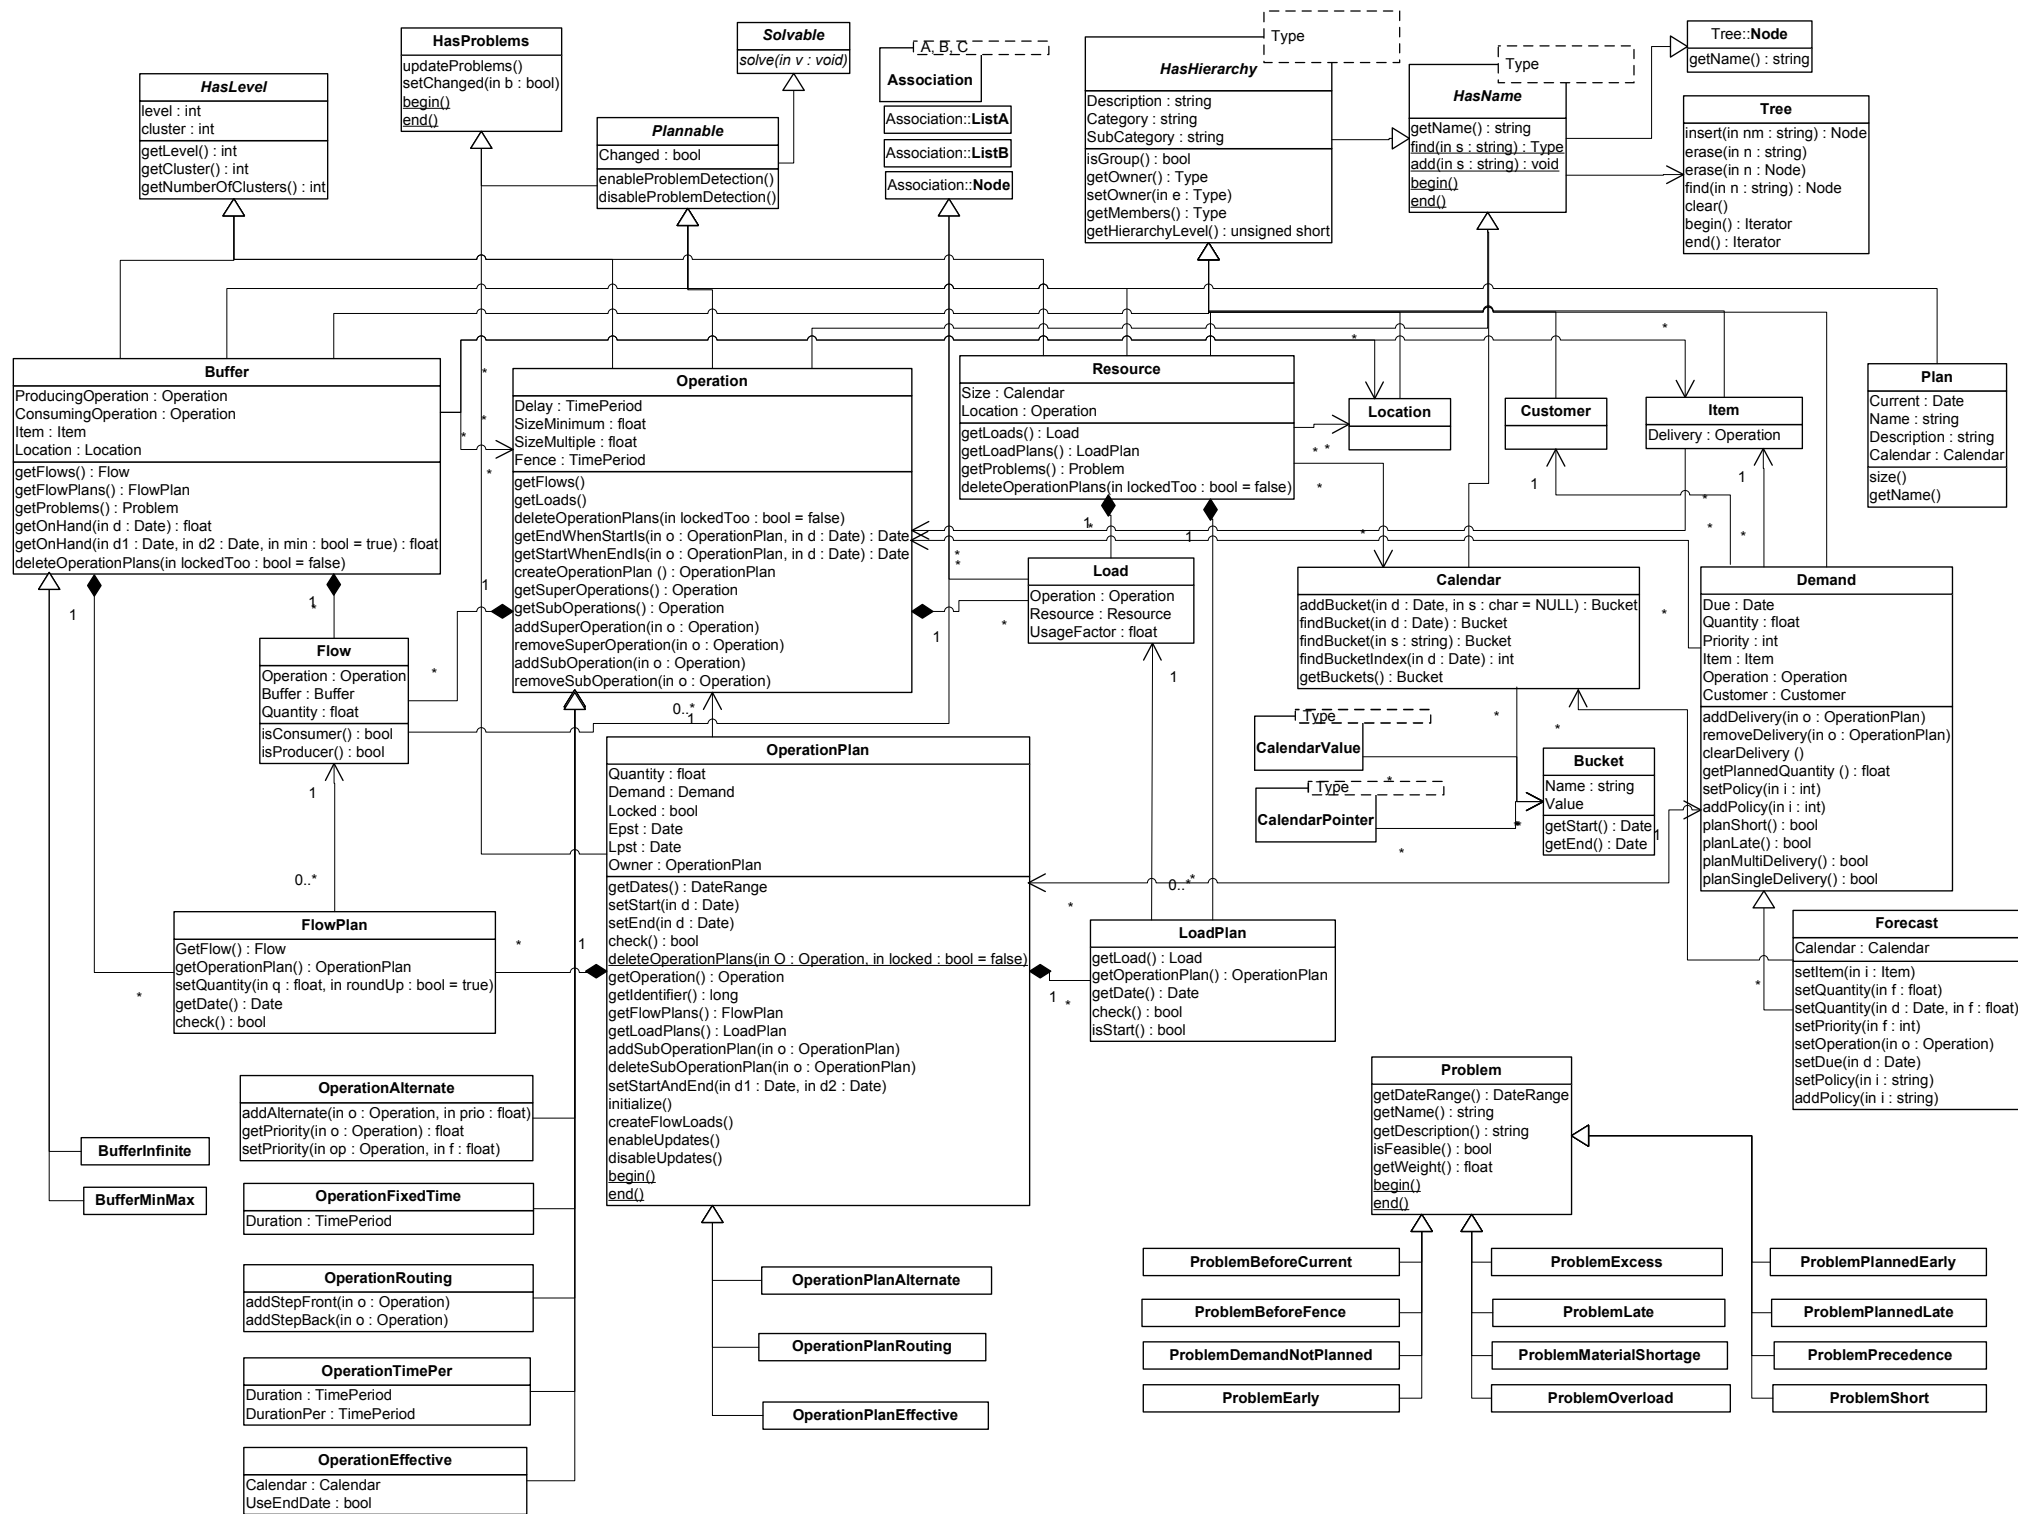 HasLevel
level : int
cluster : int
getLevel() : int
getCluster() : int
getNumberOfClusters() : int
HasProblems
updateProblems()
setChanged(in b : bool)
begin()
end()
Solvable
solve(in v : void)
Plannable
Changed : bool
enableProblemDetection()
disableProblemDetection()
A, B, C
Association
Association::ListA
Association::ListB
Association::Node
Type
HasHierarchy
Description : string
Category : string
SubCategory : string
isGroup() : bool
getOwner() : Type
setOwner(in e : Type)
getMembers() : Type
getHierarchyLevel() : unsigned short
Type
HasName
getName() : string
find(in s : string) : Type
add(in s : string) : void
begin()
end()
Tree::Node
getName() : string
Tree
insert(in nm : string) : Node
erase(in n : string)
erase(in n : Node)
find(in n : string) : Node
clear()
begin() : Iterator
end() : Iterator
Buffer
ProducingOperation : Operation
ConsumingOperation : Operation
Item : Item
Location : Location
getFlows() : Flow
getFlowPlans() : FlowPlan
getProblems() : Problem
getOnHand(in d : Date) : float
getOnHand(in d1 : Date, in d2 : Date, in min : bool = true) : float
deleteOperationPlans(in lockedToo : bool = false)
*
*
*
*
Operation
Delay : TimePeriod
SizeMinimum : float
SizeMultiple : float
Fence : TimePeriod
getFlows()
getLoads()
deleteOperationPlans(in lockedToo : bool = false)
getEndWhenStartIs(in o : OperationPlan, in d : Date) : Date
getStartWhenEndIs(in o : OperationPlan, in d : Date) : Date
createOperationPlan () : OperationPlan
getSuperOperations() : Operation
getSubOperations() : Operation
addSuperOperation(in o : Operation)
removeSuperOperation(in o : Operation)
addSubOperation(in o : Operation)
removeSubOperation(in o : Operation)
Resource
Size : Calendar
Location : Operation
getLoads() : Load
getLoadPlans() : LoadPlan
getProblems() : Problem
deleteOperationPlans(in lockedToo : bool = false)
*
*
* *
*
Location
Customer
1
Item
Delivery : Operation
1
*
*
Plan
Current : Date
Name : string
Description : string
Calendar : Calendar
size()
getName()
1
*
1
*
*
*
Load
Operation : Operation
Resource : Resource
UsageFactor : float
1
*
1
*
Calendar
addBucket(in d : Date, in s : char = NULL) : Bucket
findBucket(in d : Date) : Bucket
findBucket(in s : string) : Bucket
findBucketIndex(in d : Date) : int
getBuckets() : Bucket
*
Demand
Due : Date
Quantity : float
Priority : int
Item : Item
Operation : Operation
Customer : Customer
addDelivery(in o : OperationPlan)
removeDelivery(in o : OperationPlan)
clearDelivery ()
getPlannedQuantity () : float
setPolicy(in i : int)
addPolicy(in i : int)
planShort() : bool
planLate() : bool
planMultiDelivery() : bool
planSingleDelivery() : bool
1
1
*
1
Flow
Operation : Operation
Buffer : Buffer
Quantity : float
isConsumer() : bool
isProducer() : bool
*
1
0..*
0..*
1
Type
CalendarValue
Type
CalendarPointer
*
*
*
*
*
Bucket
Name : string
Value
getStart() : Date
getEnd() : Date
1
OperationPlan
Quantity : float
Demand : Demand
Locked : bool
Epst : Date
Lpst : Date
Owner : OperationPlan
getDates() : DateRange
setStart(in d : Date)
setEnd(in d : Date)
check() : bool
deleteOperationPlans(in O : Operation, in locked : bool = false)
getOperation() : Operation
getIdentifier() : long
getFlowPlans() : FlowPlan
getLoadPlans() : LoadPlan
addSubOperationPlan(in o : OperationPlan)
deleteSubOperationPlan(in o : OperationPlan)
setStartAndEnd(in d1 : Date, in d2 : Date)
initialize()
createFlowLoads()
enableUpdates()
disableUpdates()
begin()
end()
0..*
*
*
1
*
LoadPlan
getLoad() : Load
getOperationPlan() : OperationPlan
getDate() : Date
check() : bool
isStart() : bool
FlowPlan
GetFlow() : Flow
getOperationPlan() : OperationPlan
setQuantity(in q : float, in roundUp : bool = true)
getDate() : Date
check() : bool
*
*
1
Forecast
Calendar : Calendar
setItem(in i : Item)
setQuantity(in f : float)
setQuantity(in d : Date, in f : float)
setPriority(in f : int)
setOperation(in o : Operation)
setDue(in d : Date)
setPolicy(in i : string)
addPolicy(in i : string)
*
BufferInfinite
BufferMinMax
OperationAlternate
addAlternate(in o : Operation, in prio : float)
getPriority(in o : Operation) : float
setPriority(in op : Operation, in f : float)
OperationFixedTime
Duration : TimePeriod
OperationRouting
addStepFront(in o : Operation)
addStepBack(in o : Operation)
OperationTimePer
Duration : TimePeriod
DurationPer : TimePeriod
OperationEffective
Calendar : Calendar
UseEndDate : bool
OperationPlanAlternate
OperationPlanRouting
OperationPlanEffective
Problem
getDateRange() : DateRange
getName() : string
getDescription() : string
isFeasible() : bool
getWeight() : float
begin()
end()
ProblemBeforeCurrent
ProblemBeforeFence
ProblemDemandNotPlanned
ProblemEarly
ProblemExcess
ProblemLate
ProblemMaterialShortage
ProblemOverload
ProblemPlannedEarly
ProblemPlannedLate
ProblemPrecedence
ProblemShort